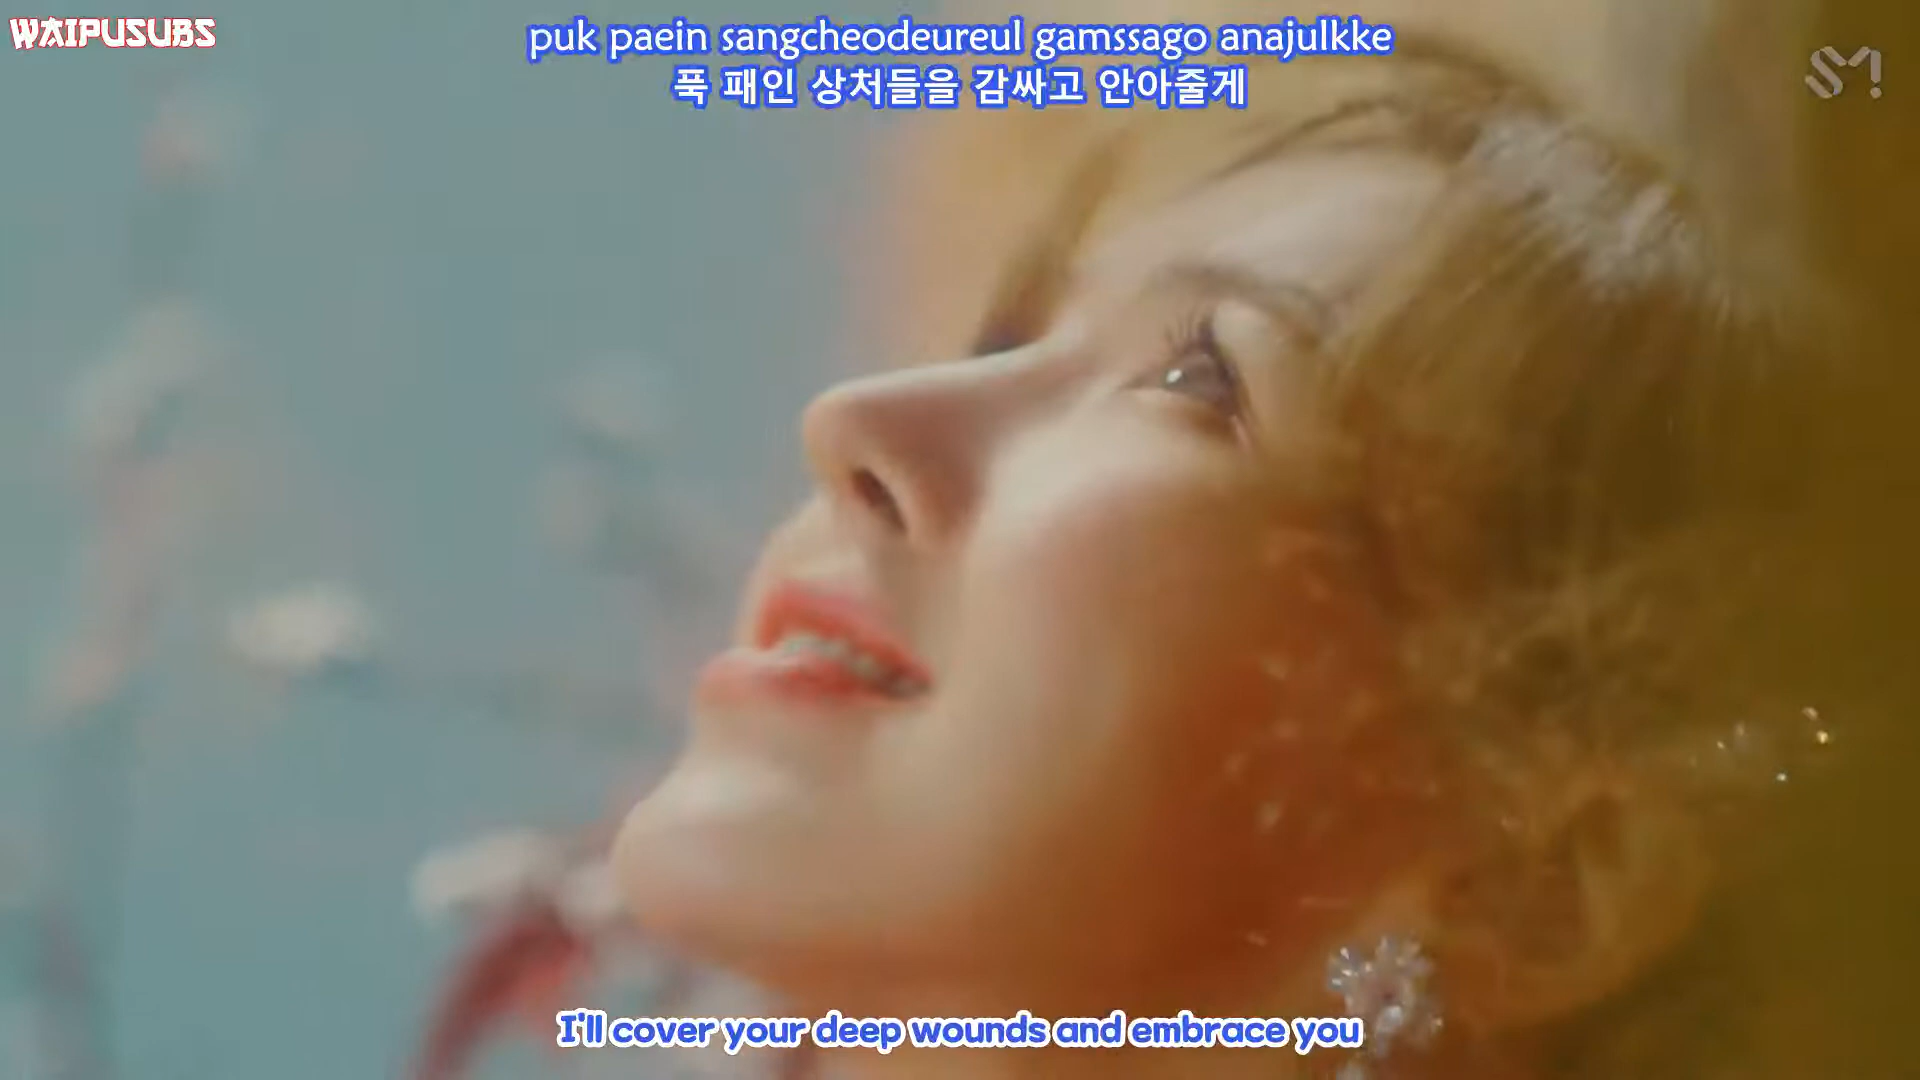 WAIPUSUBS
puk paein sangcheodeureul gamssago anajulkke
푹 패인 상처들을 감싸고 안아줄게
SM
I'll cover your deep wounds and embrace you